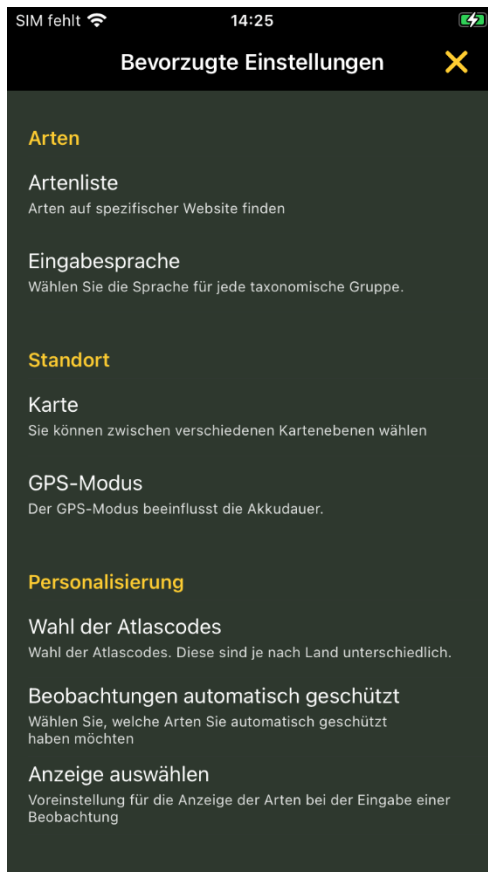 SIM fehlt 14:25
Bevorzugte Einstellungen
Arten
Artenliste
Arten auf spezifischer Website finden
Eingabesprache
Wählen Sie die Sprache für jede taxonomische Gruppe.
Standort
Karte
Sie können zwischen verschiedenen Kartenebenen wählen
GPS-Modus
Der GPS-Modus beeinflusst die Akkudauer.
Personalisierung
Wahl der Atlascodes
Wahl der Atlascodes. Diese sind je nach Land unterschiedlich.
Beobachtungen automatisch geschützt
Wählen Sie, welche Arten Sie automatisch geschützt
haben möchten
Anzeige auswählen
Voreinstellung für die Anzeige der Arten bei der Eingabe einer
Beobachtung